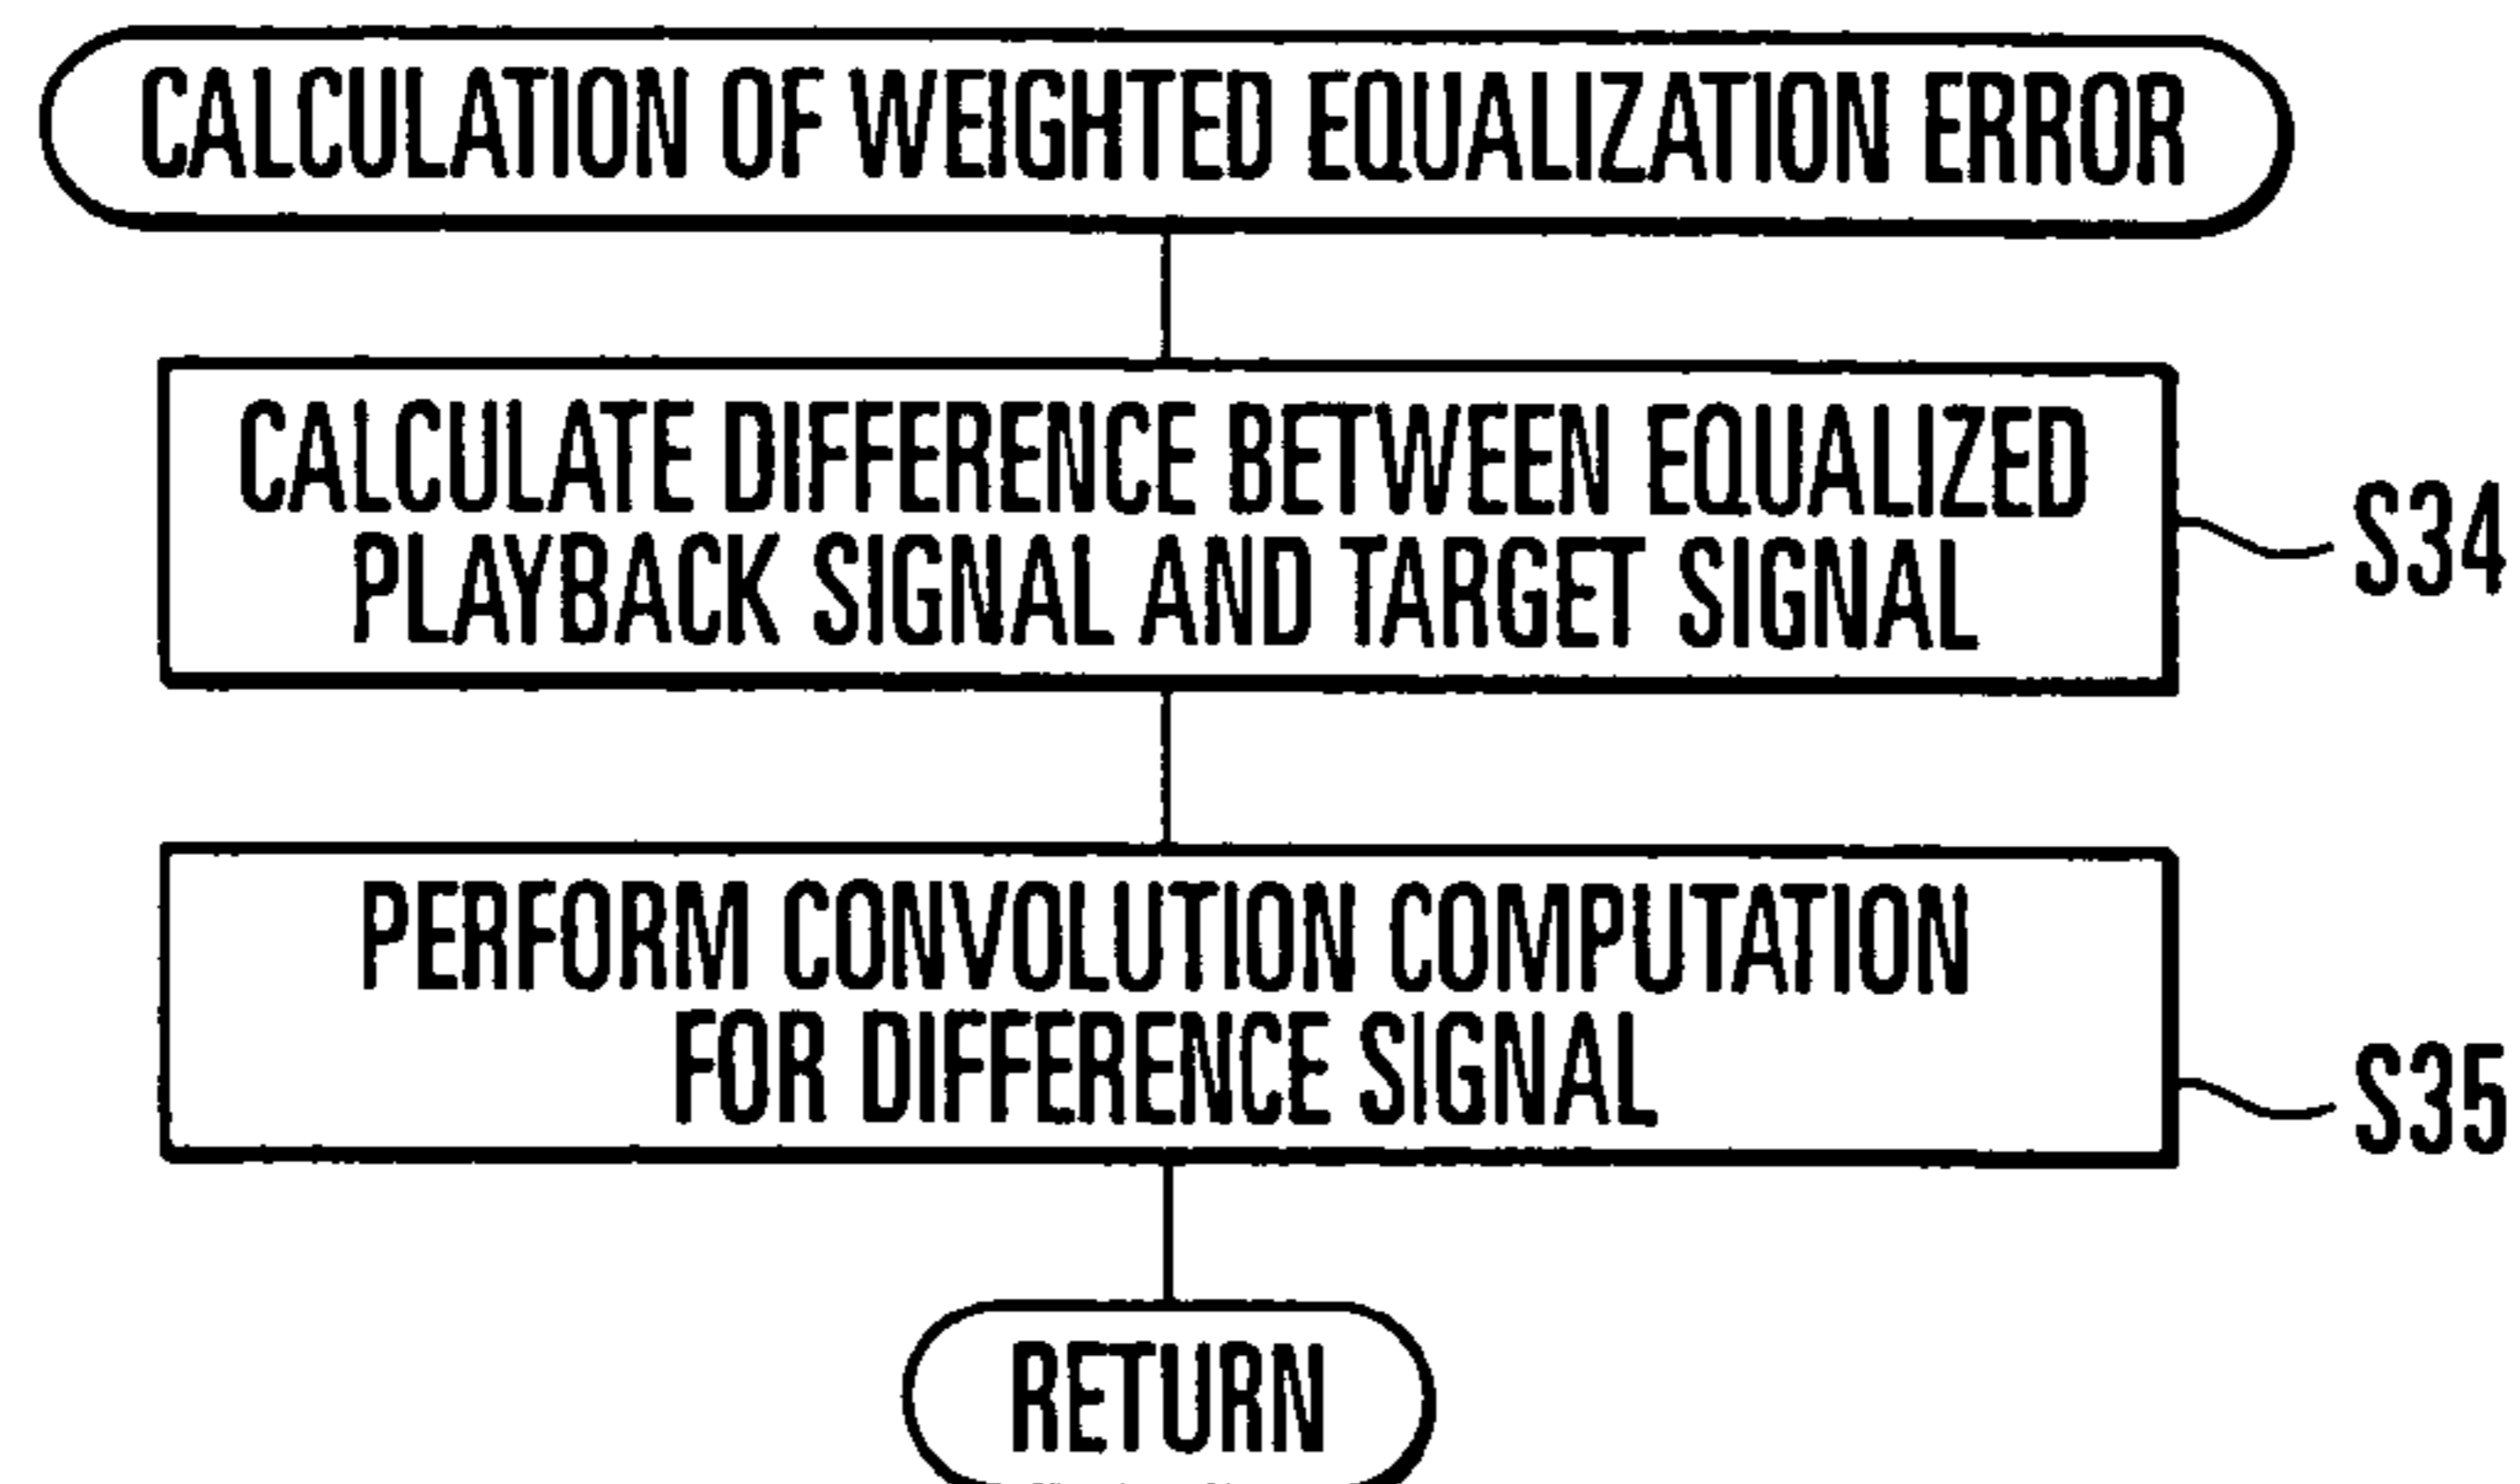 CALCULATION OF WEIGHTED EQUALIZATION ERROR
CALCULATE DIFFERENCE BETWEEN EQUALIZED
PLAYBACK SIGNAL AND TARGET SIGNAL
S34
PERFORM CONVOLUTION COMPUTATION
FOR DIFFERENCE SIGNAL
S35
RETURN